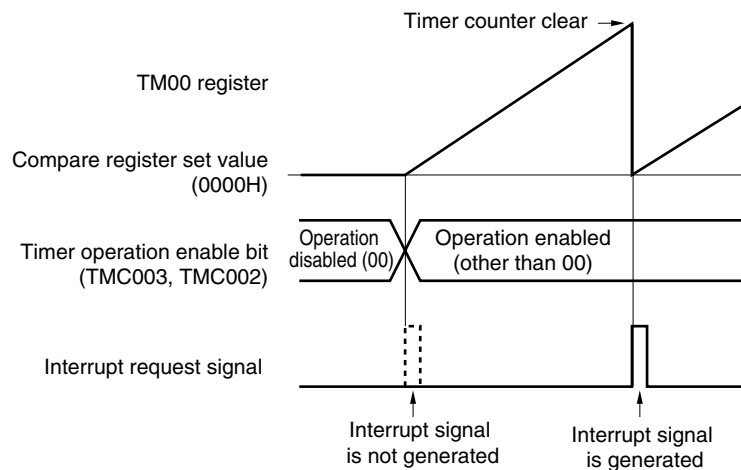 Timer counter clear
TM00 register
Compare register set value
(0000H)
Timer operation enable bit
(TMC003, TMC002)
Operation
disabled (00)
Operation enabled
(other than 00)
Interrupt request signal
Interrupt signal
is not generated
Interrupt signal
is generated